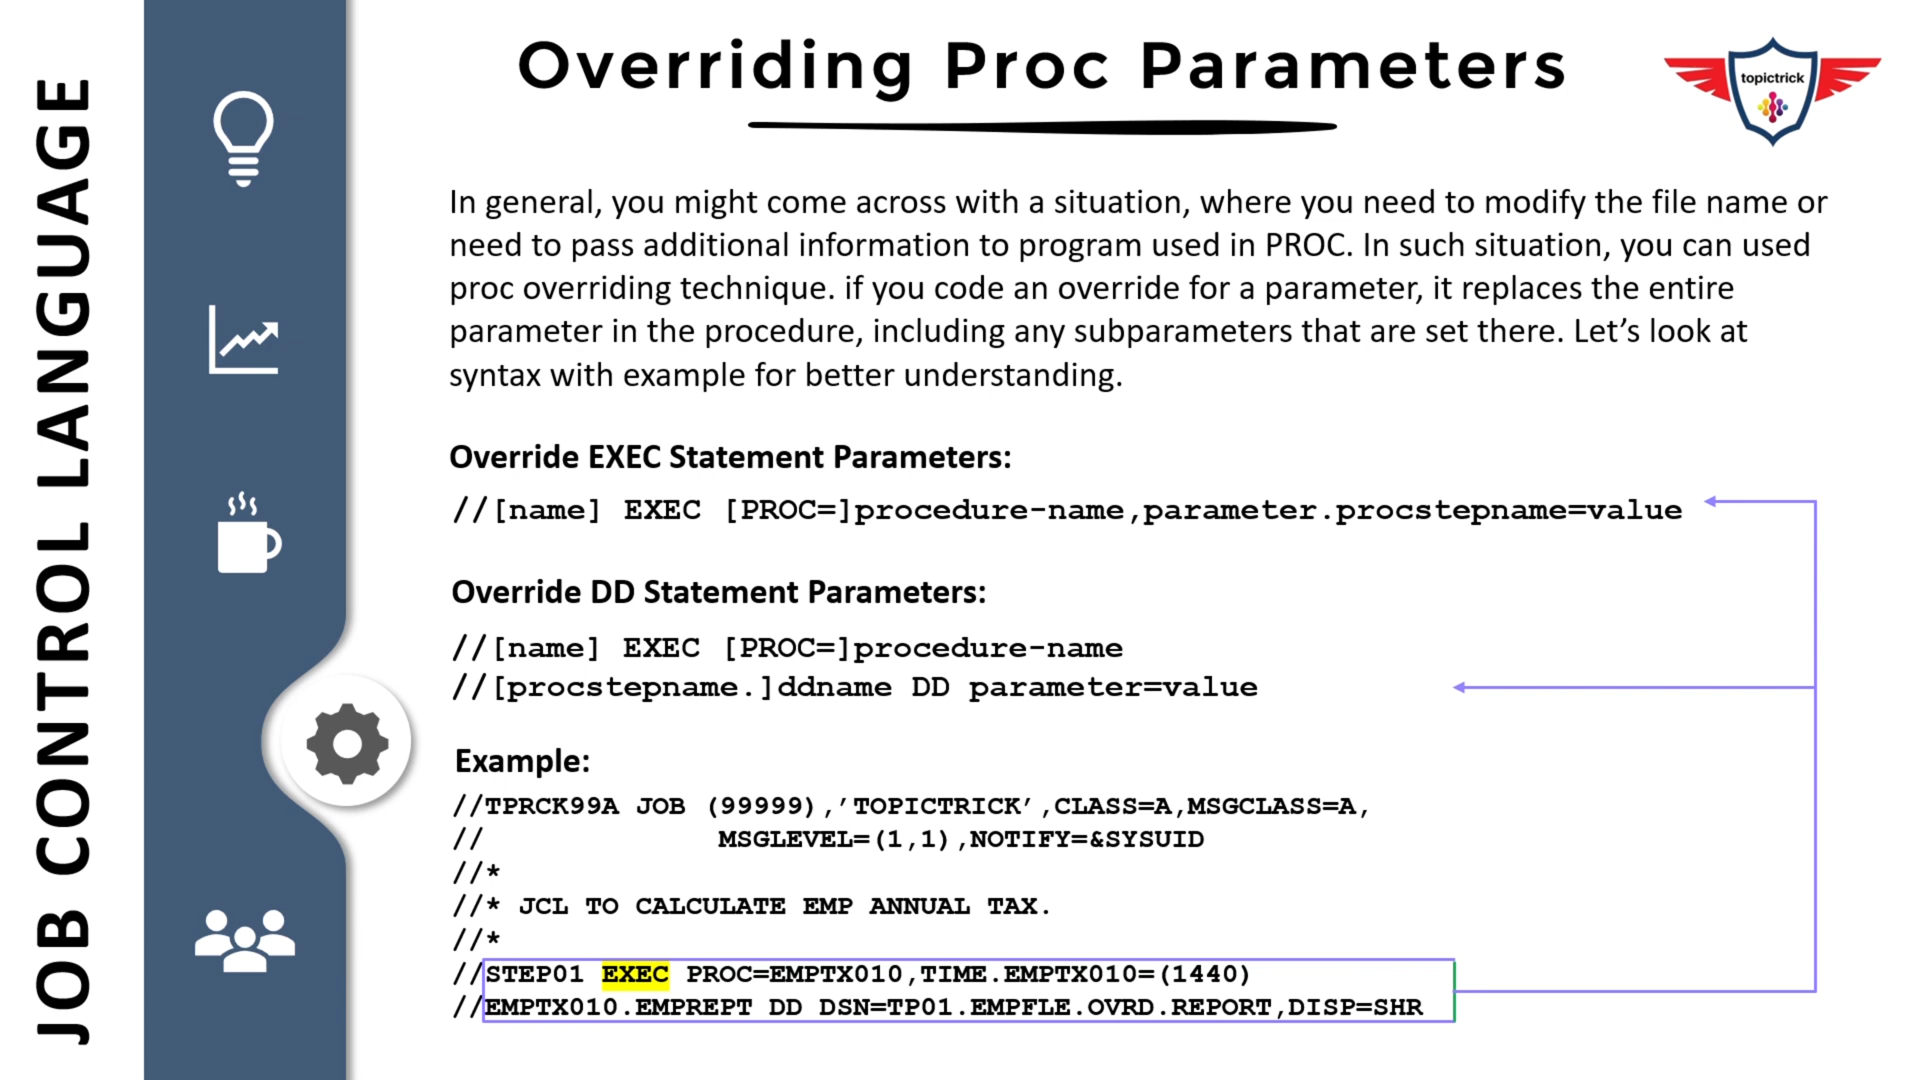 JOB CONTROL LANGUAGE
Overriding Proc Parameters
topictrick
In general, you might come across with a situation, where you need to modify the file name or
need to pass additional information to program used in PROC. In such situation, you can used
proc overriding technique. if you code an override for a parameter, it replaces the entire
parameter in the procedure, including any subparameters that are set there. Let’s look at
syntax with example for better understanding.
Override EXEC Statement Parameters:
//[name] EXEC [PROC=]procedure-name,parameter.procstepname=value
Override DD Statement Parameters:
//[name] EXEC [PROC=]procedure-name
//[procstepname.]ddname DD parameter=value
Example:
//TPRCK99A JOB (99999),’TOPICTRICK’,CLASS=A,MSGCLASS=A,
// MSGLEVEL=(1,1),NOTIFY=&SYSUID
//*
//* JCL TO CALCULATE EMP ANNUAL TAX.
//*
//STEP01 EXEC PROC=EMPTX010,TIME.EMPTX010=(1440)
//EMPTX010.EMPREPT DD DSN=TP01.EMPFLE.OVRD.REPORT,DISP=SHR